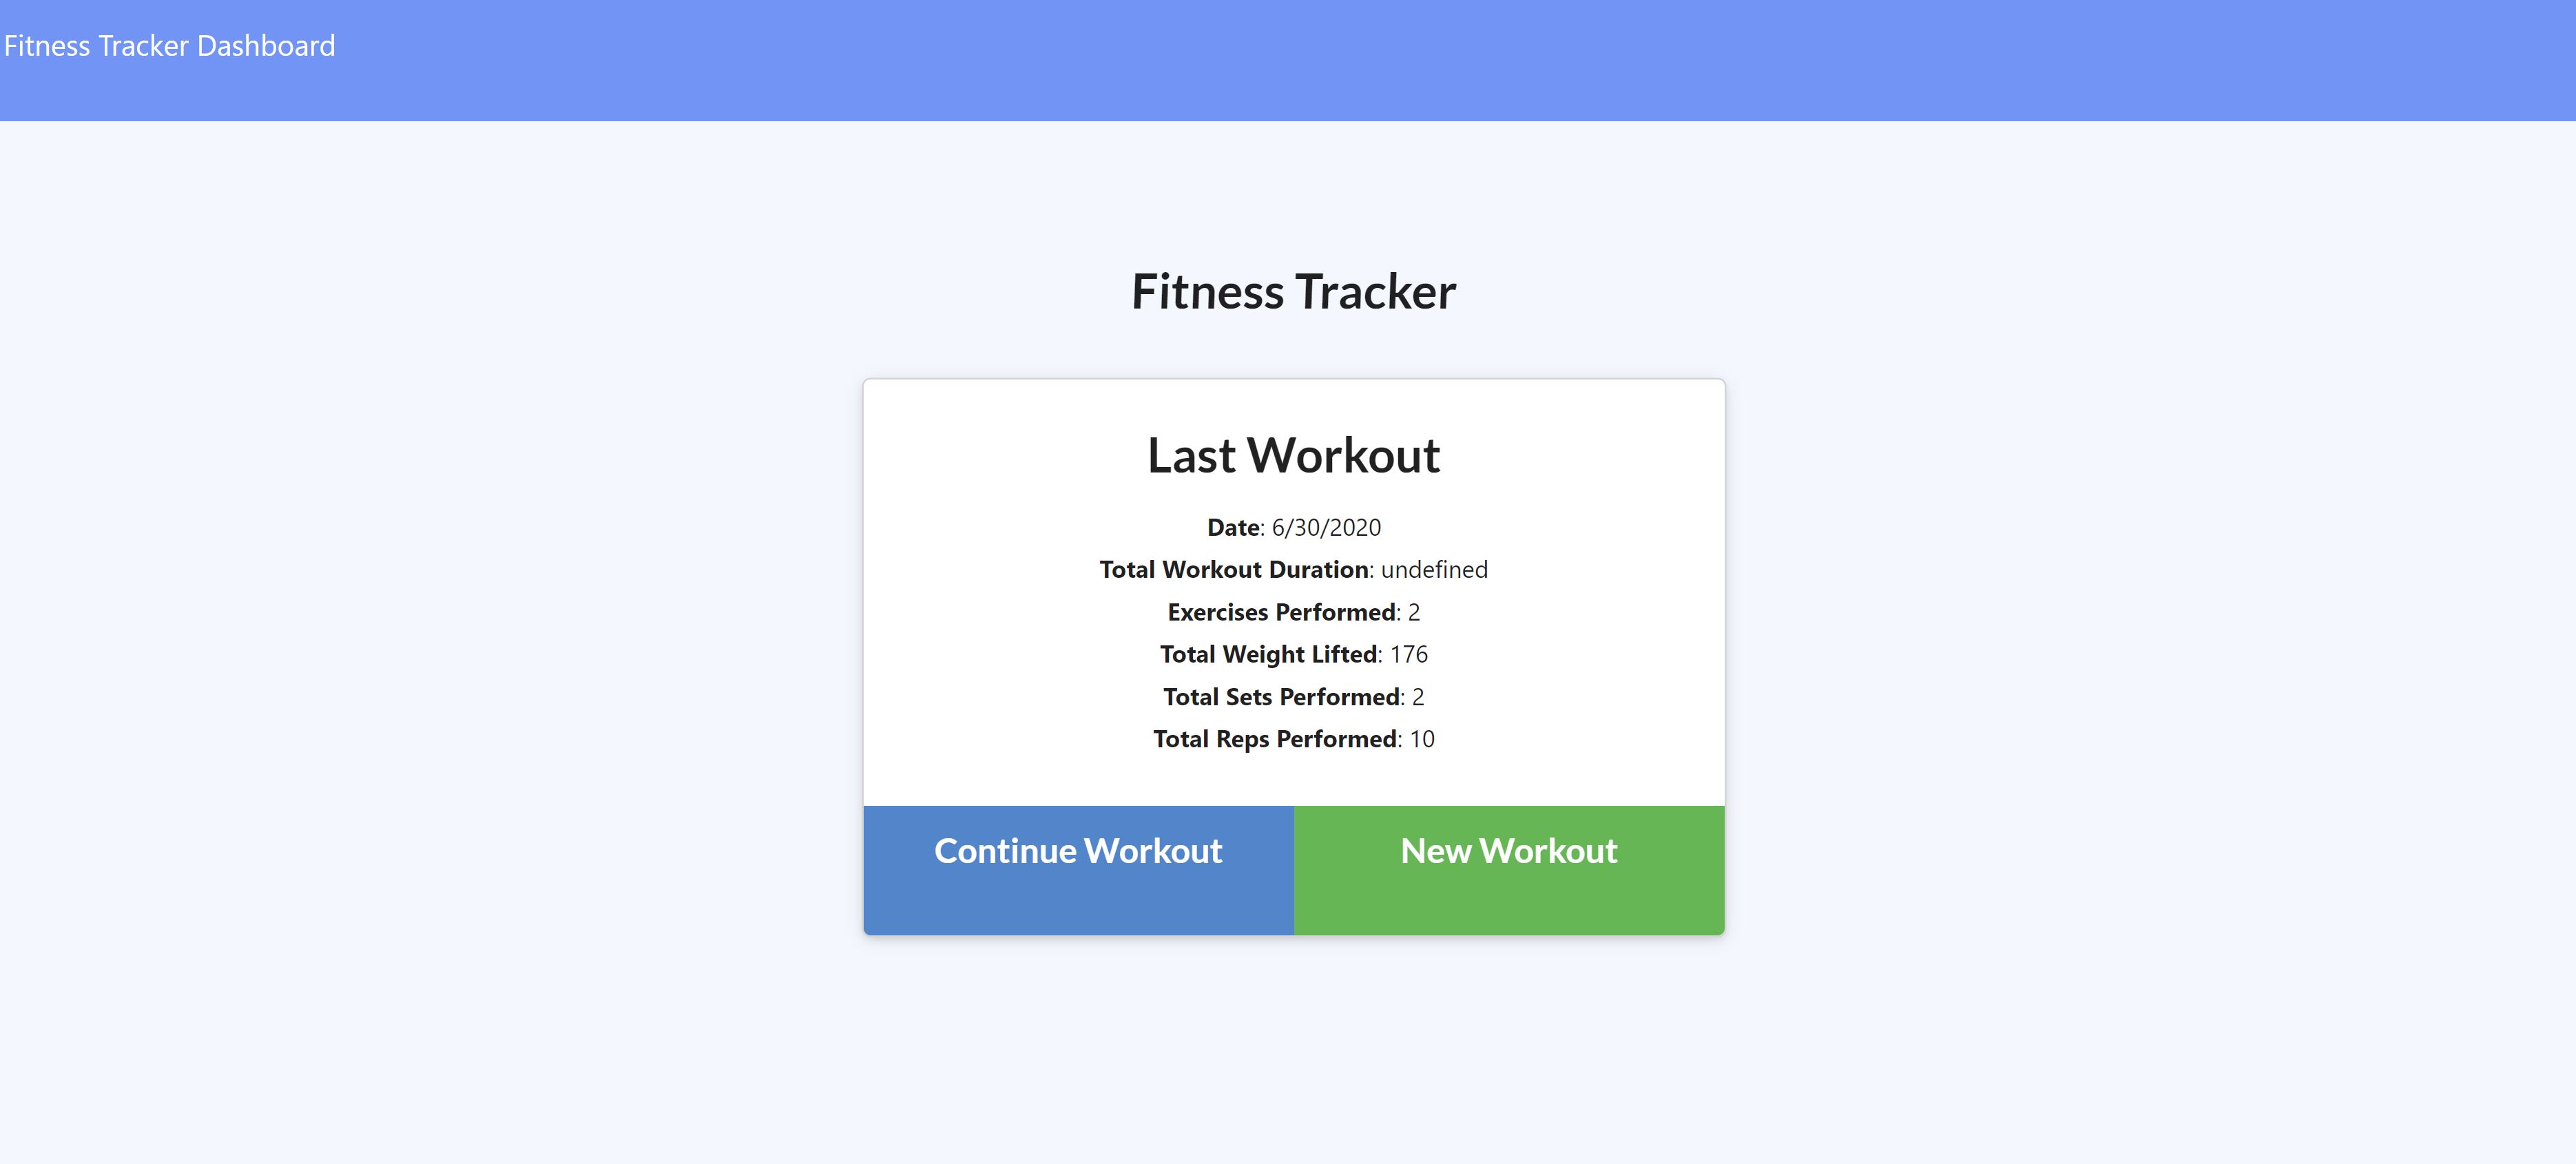 Fitness Tracker Dashboard
Fitness Tracker
Last Workout
Date: 6/30/2020
Total Workout Duration: undefined
Exercises Performed: 2
Total Weight Lifted: 176
Total Sets Performed: 2
Total Reps Performed: 10
Continue Workout
New Workout